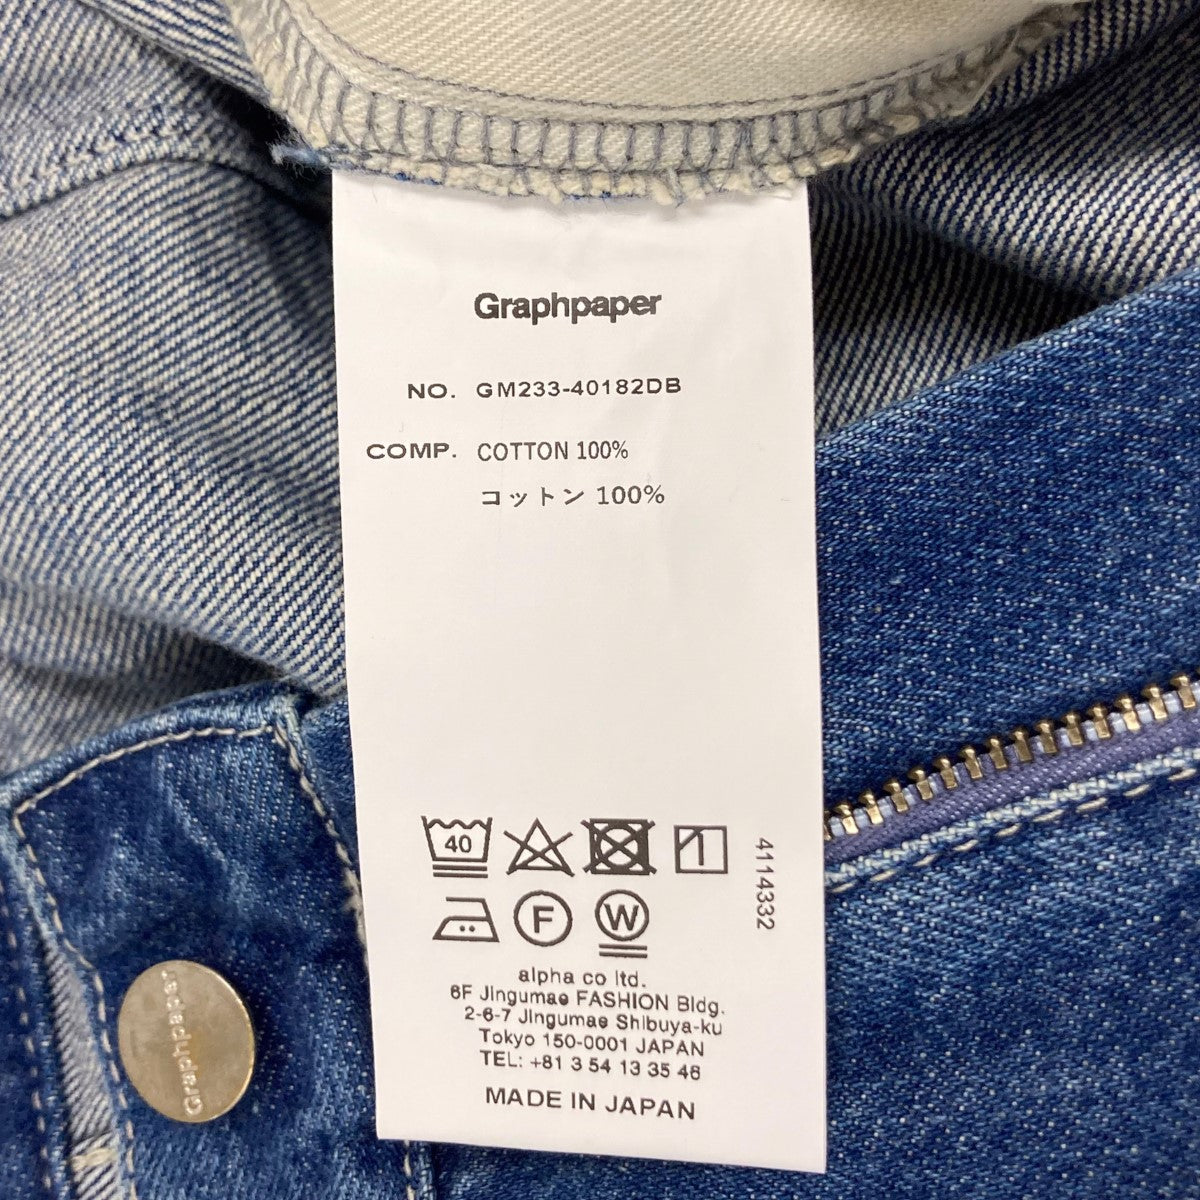 Graphpaper
NO. GM233-40182DB
COMP. COTTON 100%
コットン 100%
40
F
W
4114332
alpha co ltd.
6F Jingumae FASHION Bldg.
2-6-7 Jingumae Shibuya-ku
Tokyo 150-0001 JAPAN
TEL: +81 3 54 13 35 46
MADE IN JAPAN
Graphpaper